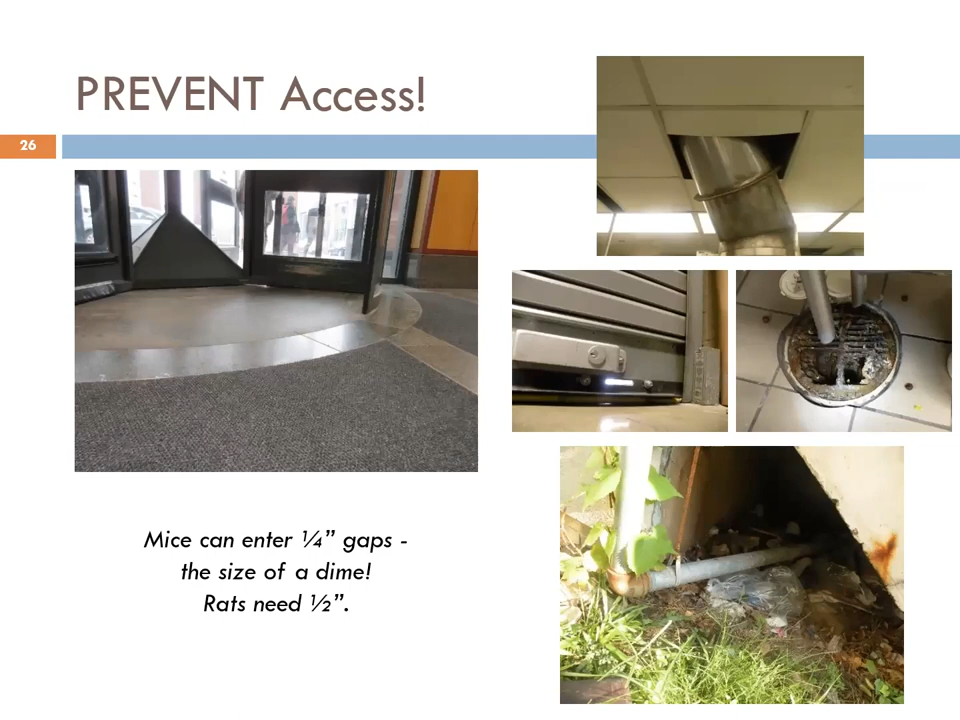 PREVENT Access!
26
Mice can enter ¼” gaps -
the size of a dime!
Rats need ½”.